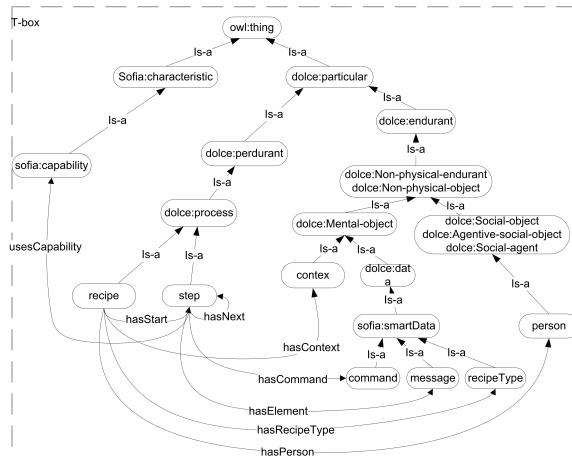 T-box
owl:thing
Is-a
Is-a
Sofia:characteristic
dolce:particular
Is-a
Is-a
Is-a
dolce:endurant
Is-a
sofia:capability
dolce:perdurant
dolce:Non-physical-endurant
dolce:Non-physical-object
Is-a
Is-a
Is-a
dolce:process
dolce:Mental-object
dolce:Social-object
dolce:Agentive-social-object
dolce:Social-agent
usesCapability
Is-a
Is-a
Is-a
Is-a
contex
dolce:dat
a
Is-a
Is-a
recipe
step
hasStart
hasNext
sofia:smartData
person
hasContext
Is-a
Is-a
Is-a
hasCommand
command
message
recipeType
hasElement
hasRecipeType
hasPerson